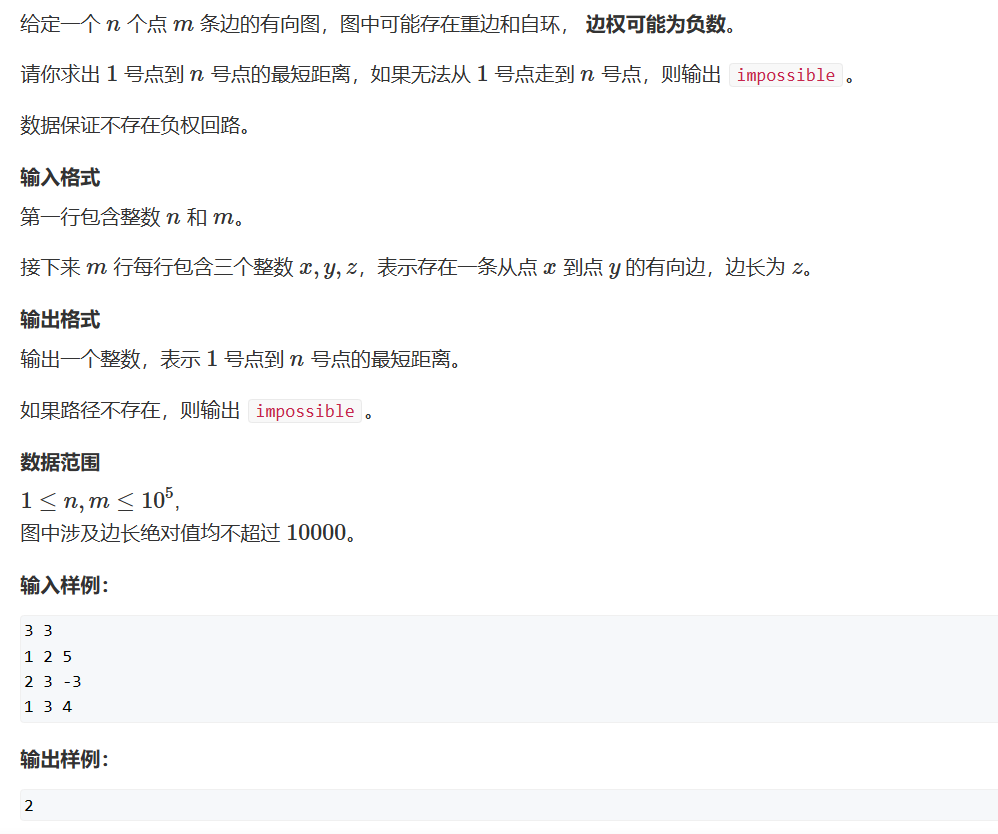 给定一个 n 个点 m 条边的有向图，图中可能存在重边和自环， 边权可能为负数。
请你求出 1 号点到 n 号点的最短距离，如果无法从 1 号点走到 n 号点，则输出 impossible 。
数据保证不存在负权回路。
输入格式
第一行包含整数 n 和 m。
接下来 m 行每行包含三个整数 x, y, z，表示存在一条从点 x 到点 y 的有向边，边长为 z。
输出格式
输出一个整数，表示 1 号点到 n 号点的最短距离。
如果路径不存在，则输出 impossible 。
数据范围
1 ≤ n, m ≤ 10⁵,
图中涉及边长绝对值均不超过 10000。
输入样例：
3 3
1 2 5
2 3 -3
1 3 4
输出样例：
2